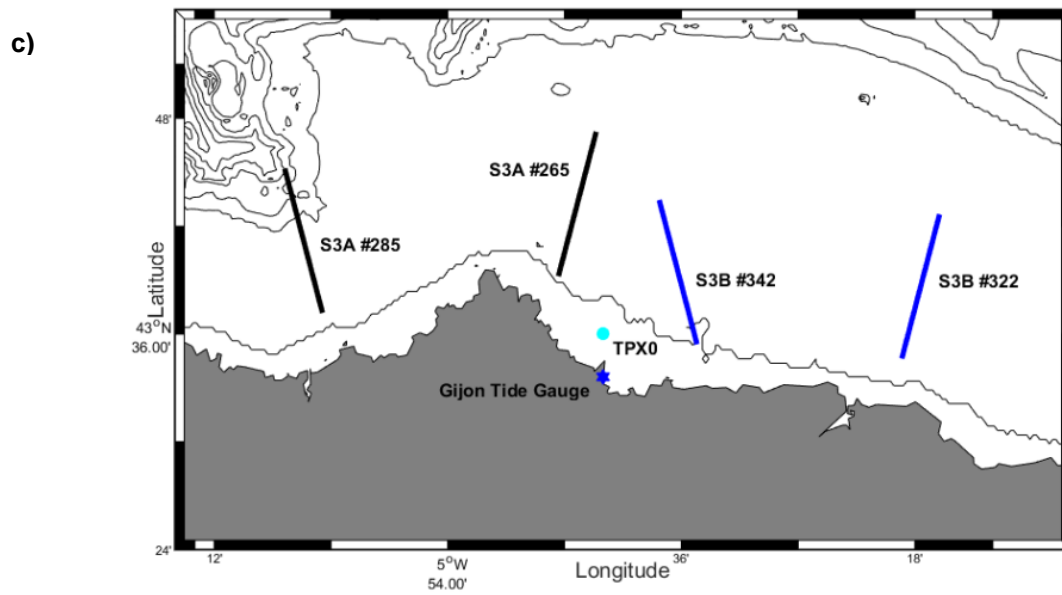 c)
48'
S3A #265
S3A #285
S3B #342
S3B #322
Latitude
43°N
36.00'
TPX0
Gijon Tide Gauge
24'
12'
5°W
54.00'
Longitude
36'
18'